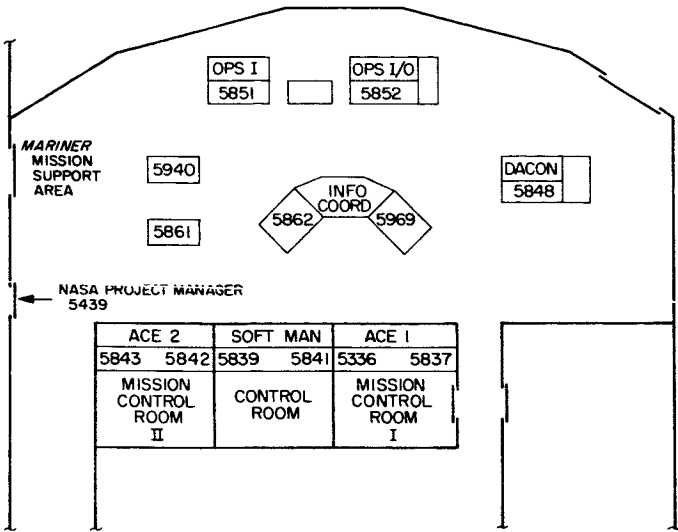 OPS I
5851
OPS I/O
5852
MARINER
MISSION
SUPPORT
AREA
5940
5861
INFO
COORD
5862
5969
DACON
5848
NASA PROJECT MANAGER
5439
ACE 2
SOFT MAN
ACE 1
5843 5842
5839 5841
5336 5837
MISSION
CONTROL
ROOM
II
CONTROL
ROOM
MISSION
CONTROL
ROOM
I